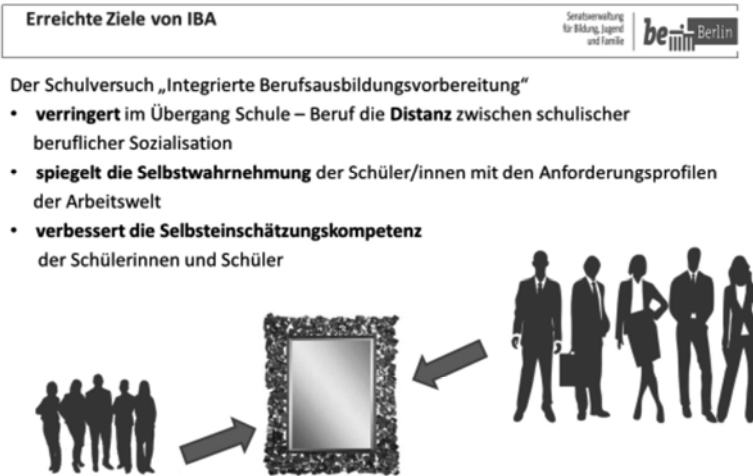 Erreichte Ziele von IBA
Senatsverwaltung
für Bildung, Jugend
und Familie
be Berlin
Der Schulversuch „Integrierte Berufsausbildungsvorbereitung“
• verringert im Übergang Schule – Beruf die Distanz zwischen schulischer
beruflicher Sozialisation
• spiegelt die Selbstwahrnehmung der Schüler/innen mit den Anforderungsprofilen
der Arbeitswelt
• verbessert die Selbsteinschätzungskompetenz
der Schülerinnen und Schüler